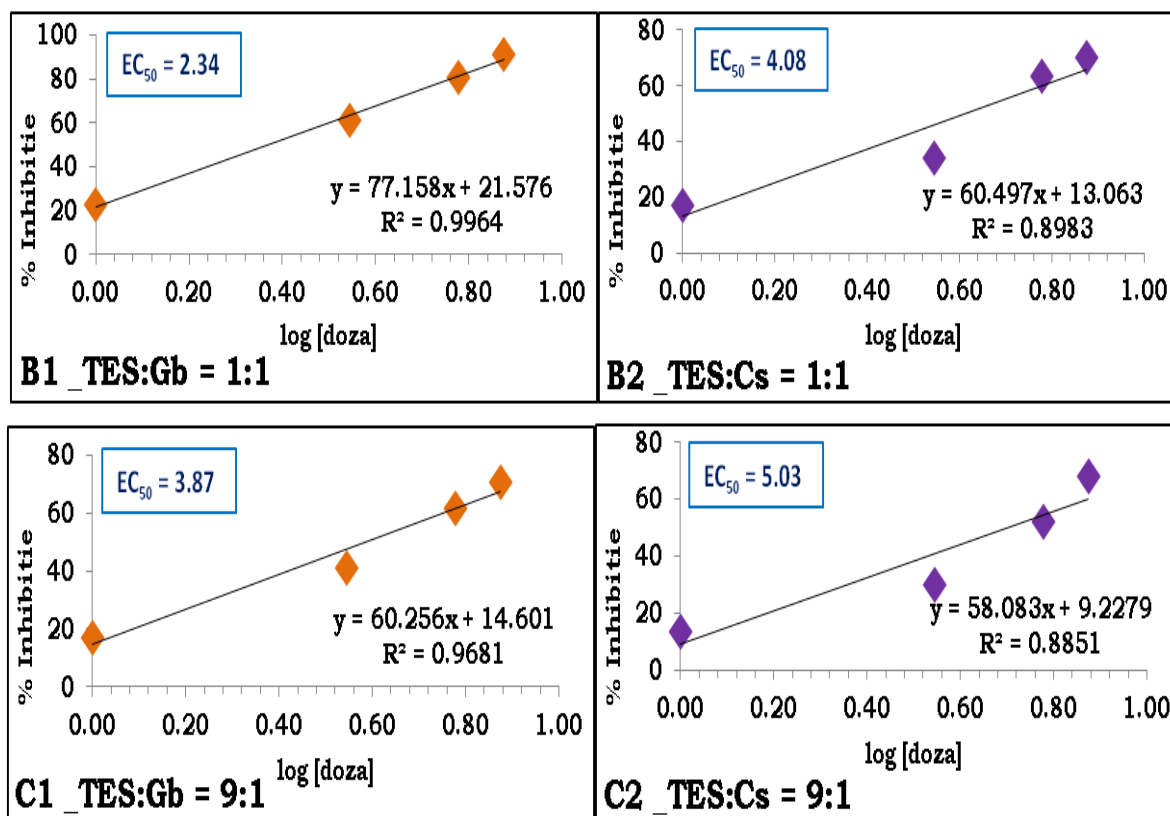 100
80
60
40
20
0
% Inhibitie
EC₅₀ = 2.34
y = 77.158x + 21.576
R² = 0.9964
0.00 0.20 0.40 0.60 0.80 1.00
log [doza]
B1 _TES:Gb = 1:1
80
60
40
20
0
% Inhibitie
EC₅₀ = 4.08
y = 60.497x + 13.063
R² = 0.8983
0.00 0.20 0.40 0.60 0.80 1.00
log [doza]
B2 _TES:Cs = 1:1
80
60
40
20
0
% Inhibitie
EC₅₀ = 3.87
y = 60.256x + 14.601
R² = 0.9681
0.00 0.20 0.40 0.60 0.80 1.00
log [doza]
C1 _TES:Gb = 9:1
80
60
40
20
0
% Inhibitie
EC₅₀ = 5.03
y = 58.083x + 9.2279
R² = 0.8851
0.00 0.20 0.40 0.60 0.80 1.00
log [doza]
C2 _TES:Cs = 9:1